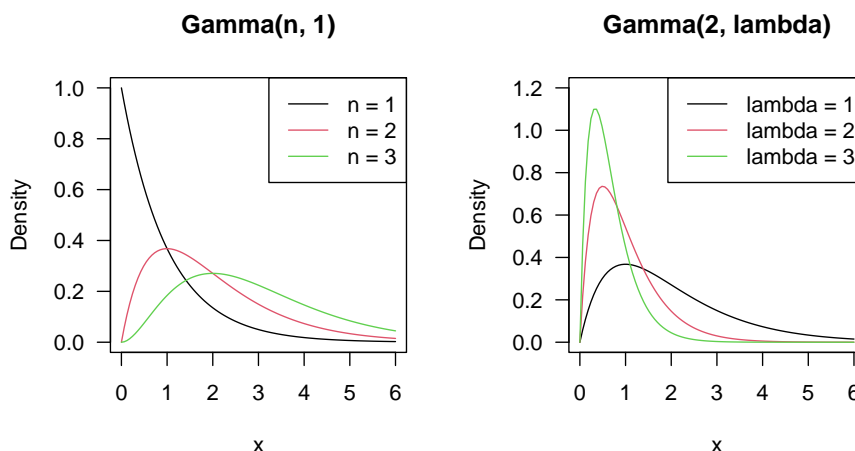 Gamma(n, 1)
1.0
0.8
0.6
0.4
0.2
0.0
Density
n = 1
n = 2
n = 3
0 1 2 3 4 5 6
x
Gamma(2, lambda)
1.2
1.0
0.8
0.6
0.4
0.2
0.0
Density
lambda = 1
lambda = 2
lambda = 3
0 1 2 3 4 5 6
x